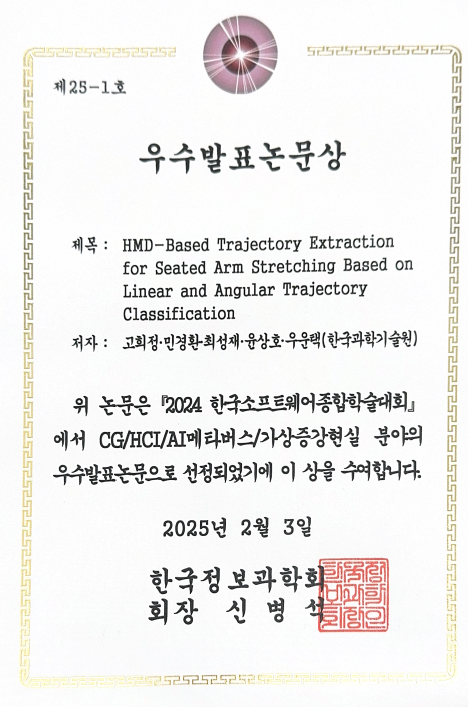 제25-1호
우수발표논문상
제목 : HMD-Based Trajectory Extraction
for Seated Arm Stretching Based on
Linear and Angular Trajectory
Classification
저자 : 고희정·민경환·최성재·윤상호·우운택(한국과학기술원)
위 논문은 『2024 한국소프트웨어종합학술대회』
에서 CG/HCI/AI메타버스/가상증강현실 분야의
우수발표논문으로 선정되었기에 이 상을 수여합니다.
2025년 2월 3일
한국정보과학회
회장 신병석